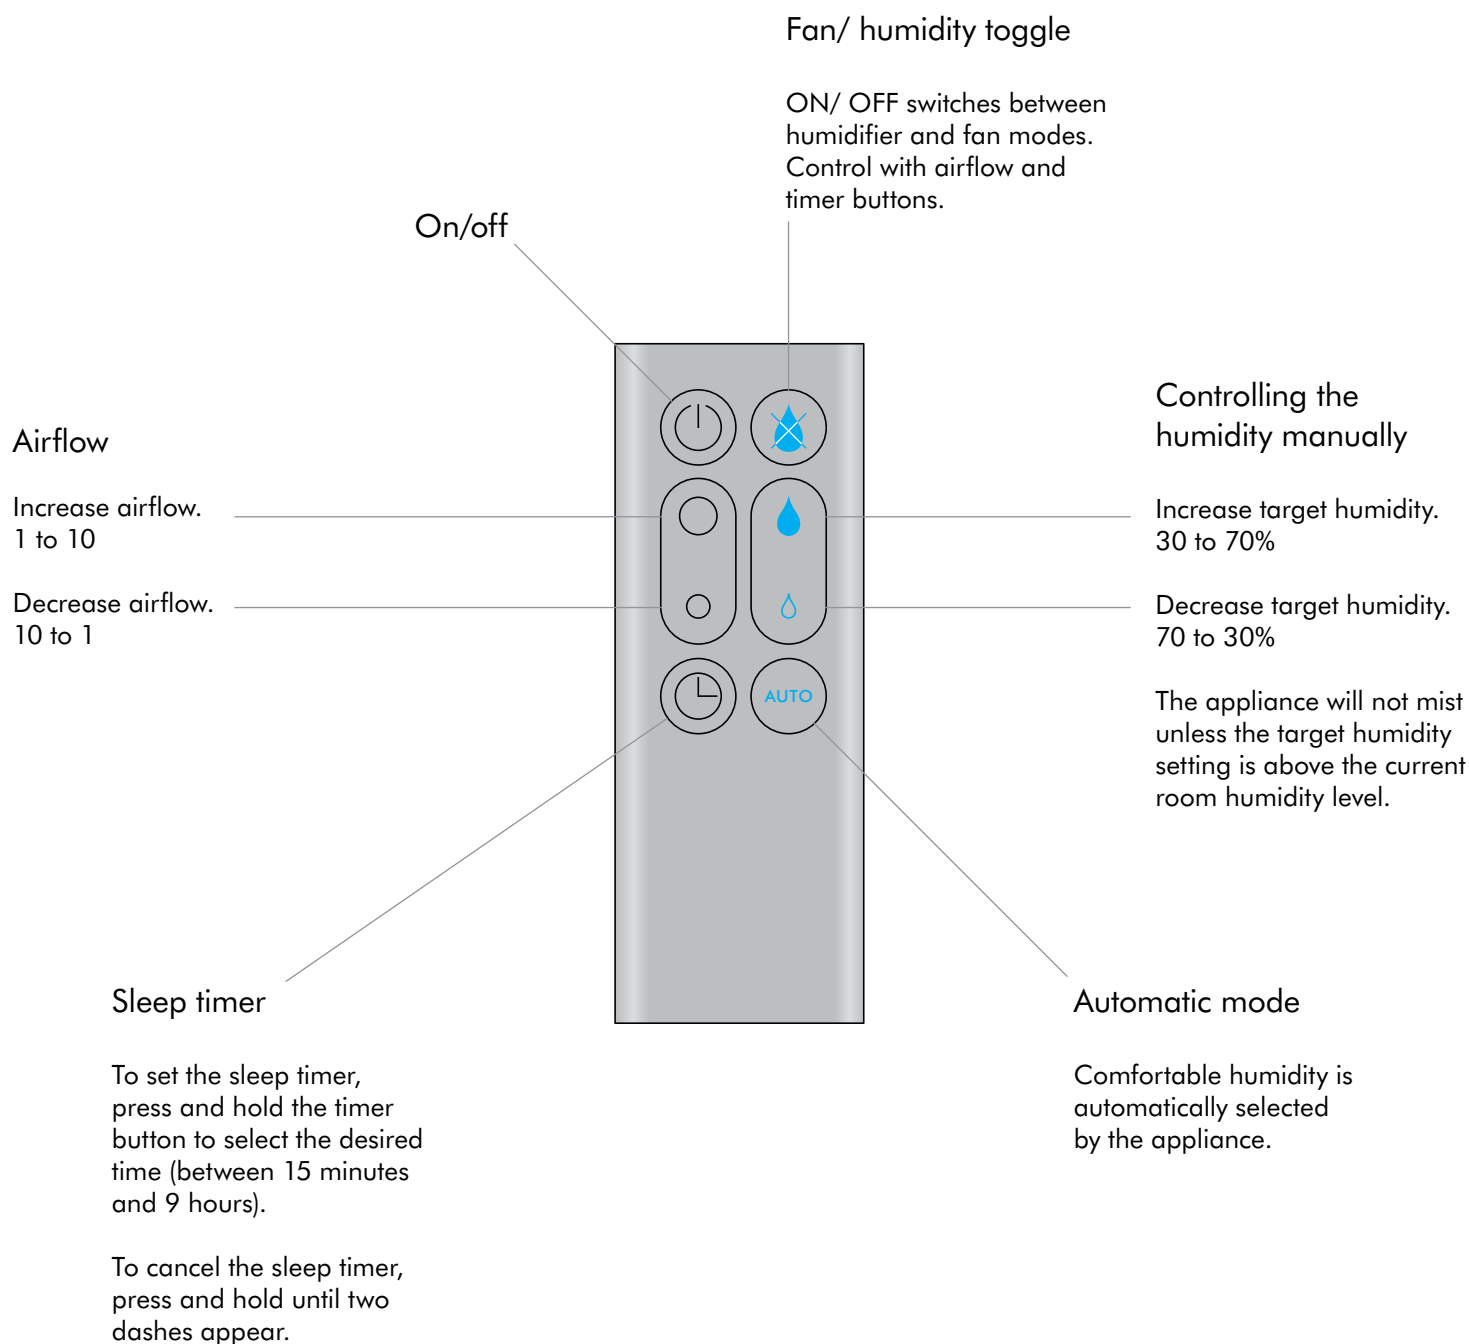 Fan/ humidity toggle
ON/ OFF switches between
humidifier and fan modes.
Control with airflow and
timer buttons.
On/off
Airflow
Increase airflow.
1 to 10
Decrease airflow.
10 to 1
Controlling the
humidity manually
Increase target humidity.
30 to 70%
Decrease target humidity.
70 to 30%
The appliance will not mist
unless the target humidity
setting is above the current
room humidity level.
AUTO
Sleep timer
To set the sleep timer,
press and hold the timer
button to select the desired
time (between 15 minutes
and 9 hours).
To cancel the sleep timer,
press and hold until two
dashes appear.
Automatic mode
Comfortable humidity is
automatically selected
by the appliance.